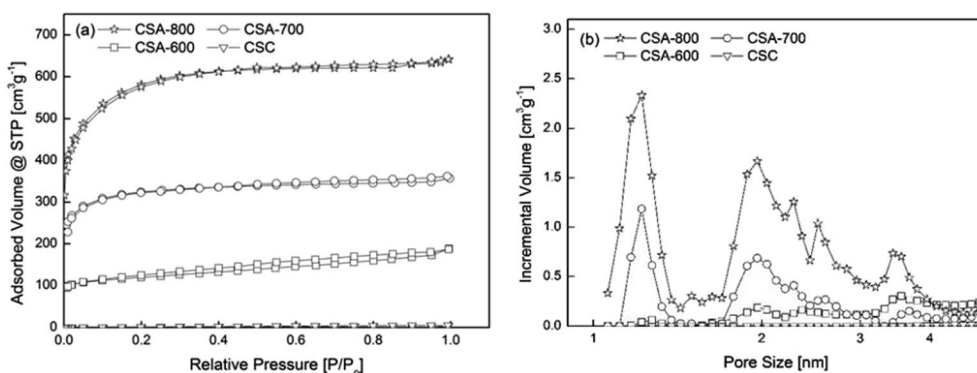 (a)
CSA-800 CSA-700
CSA-600 CSC
700
600
500
400
300
200
100
0
0.0 0.2 0.4 0.6 0.8 1.0
Adsorbed Volume @ STP [cm³g⁻¹]
Relative Pressure [P/P₀]
(b)
CSA-800 CSA-700
CSA-600 CSC
3.0
2.5
2.0
1.5
1.0
0.5
0.0
1 2 3 4
Incremental Volume [cm³g⁻¹]
Pore Size [nm]